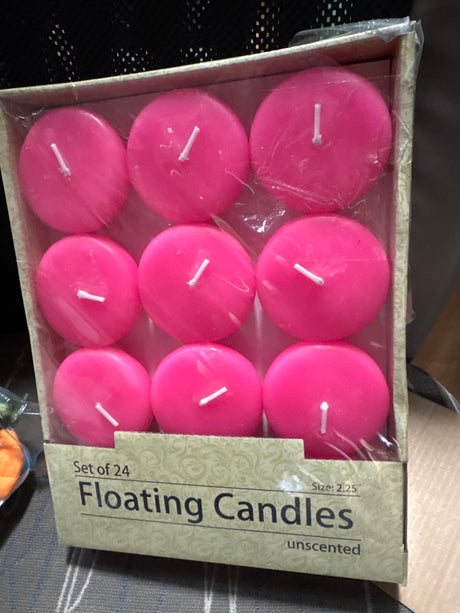 Set of 24
Size: 2.25"
Floating Candles
unscented